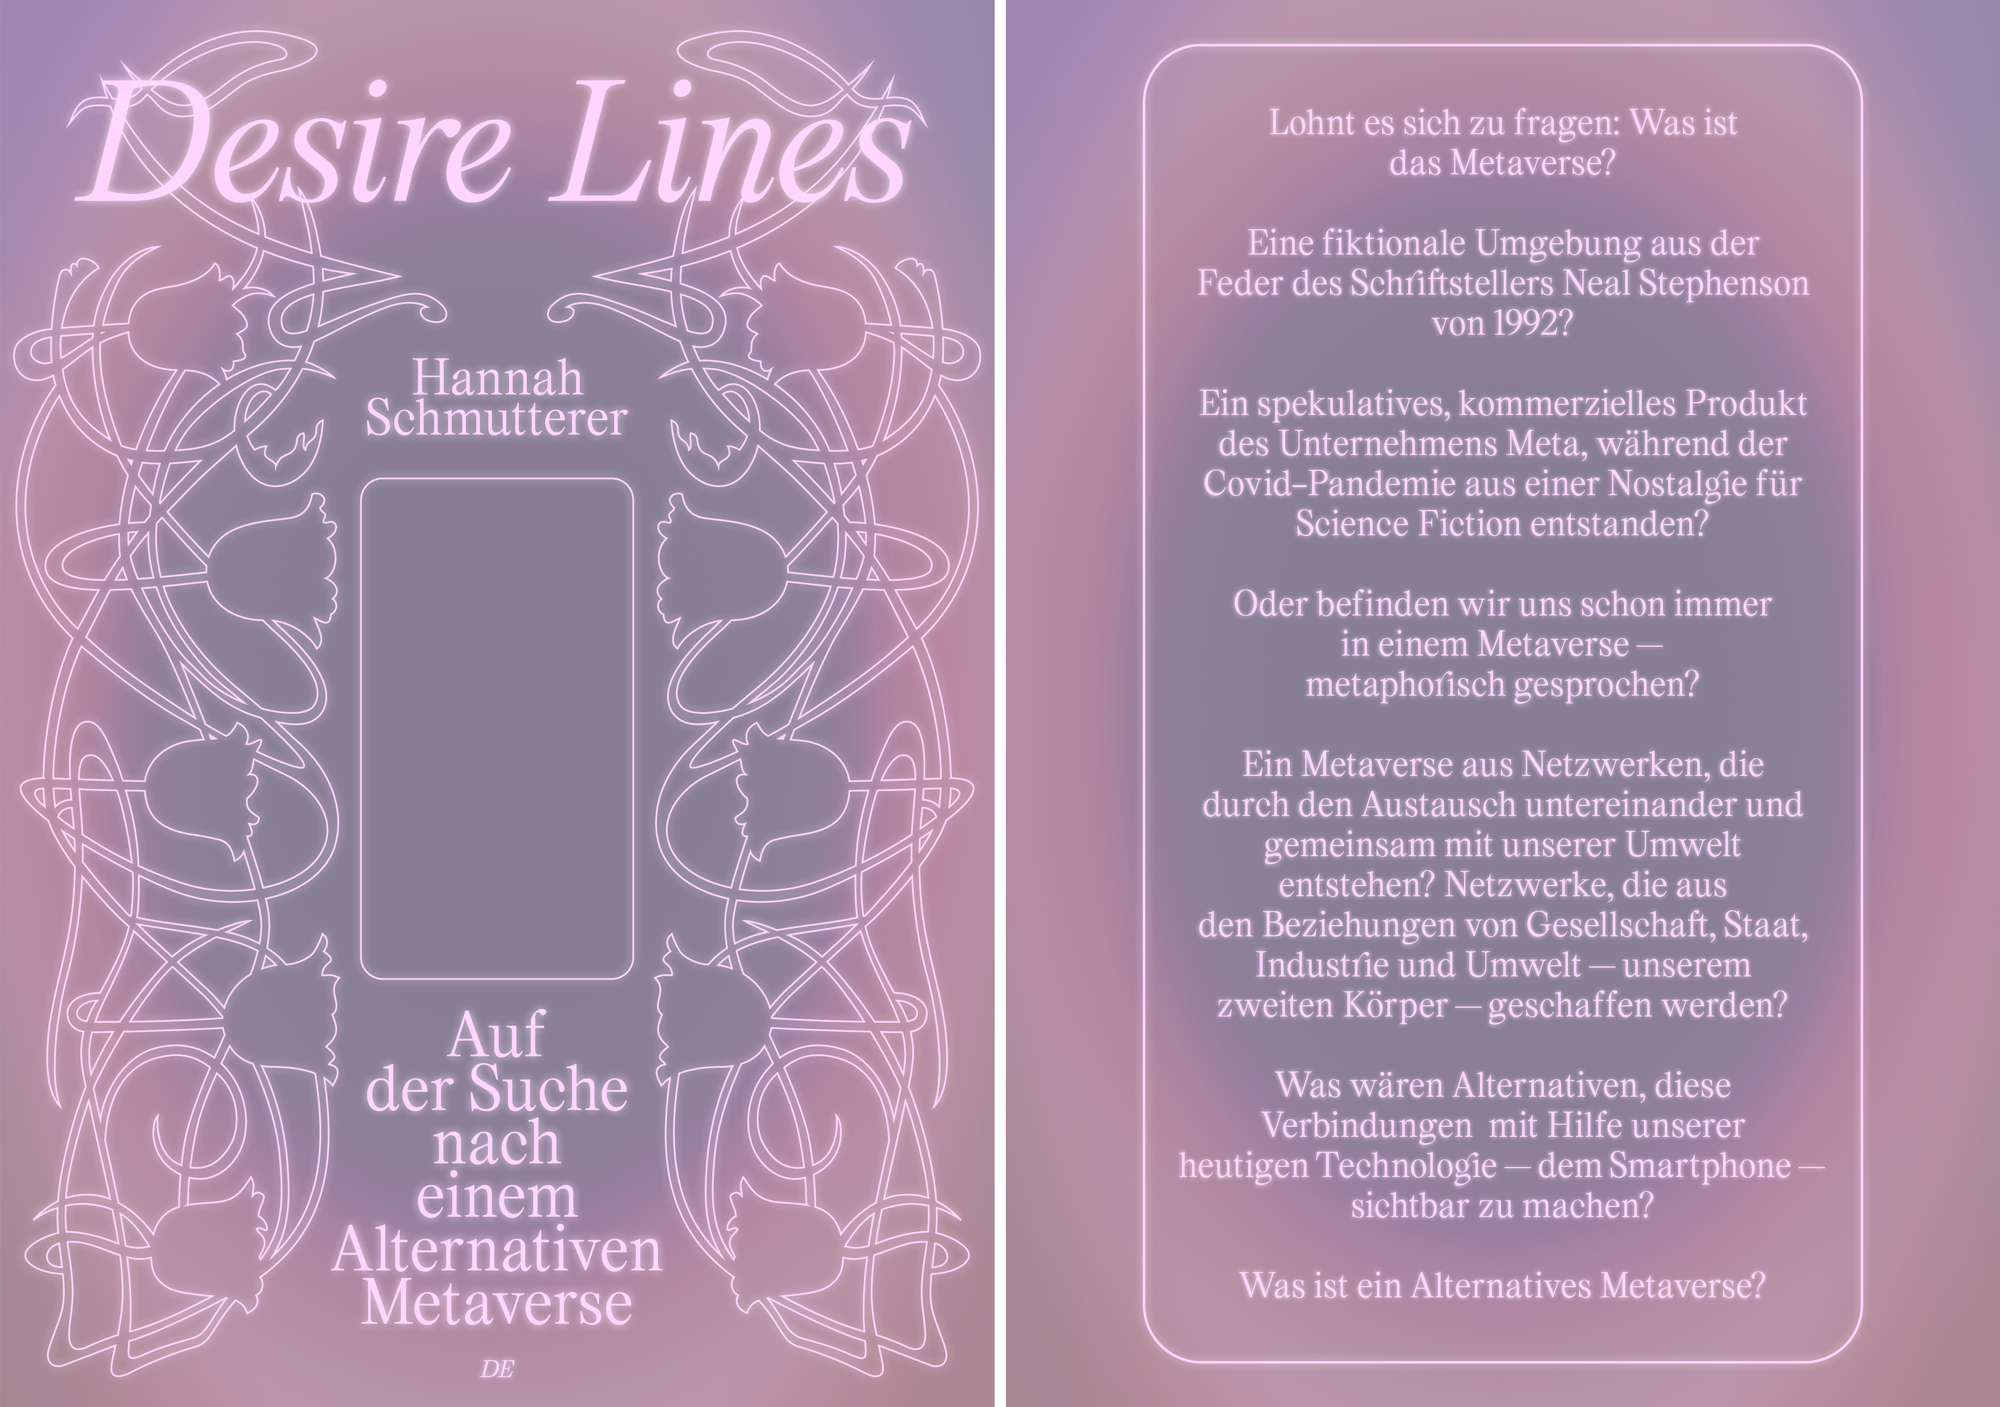 Desire Lines
Hannah
Schmutterer
Auf
der Suche
nach
einem
Alternativen
Metaverse
DE
Lohnt es sich zu fragen: Was ist
das Metaverse?
Eine fiktionale Umgebung aus der
Feder des Schriftstellers Neal Stephenson
von 1992?
Ein spekulatives, kommerzielles Produkt
des Unternehmens Meta, während der
Covid-Pandemie aus einer Nostalgie für
Science Fiction entstanden?
Oder befinden wir uns schon immer
in einem Metaverse —
metaphorisch gesprochen?
Ein Metaverse aus Netzwerken, die
durch den Austausch untereinander und
gemeinsam mit unserer Umwelt
entstehen? Netzwerke, die aus
den Beziehungen von Gesellschaft, Staat,
Industrie und Umwelt — unserem
zweiten Körper — geschaffen werden?
Was wären Alternativen, diese
Verbindungen mit Hilfe unserer
heutigen Technologie — dem Smartphone —
sichtbar zu machen?
Was ist ein Alternatives Metaverse?